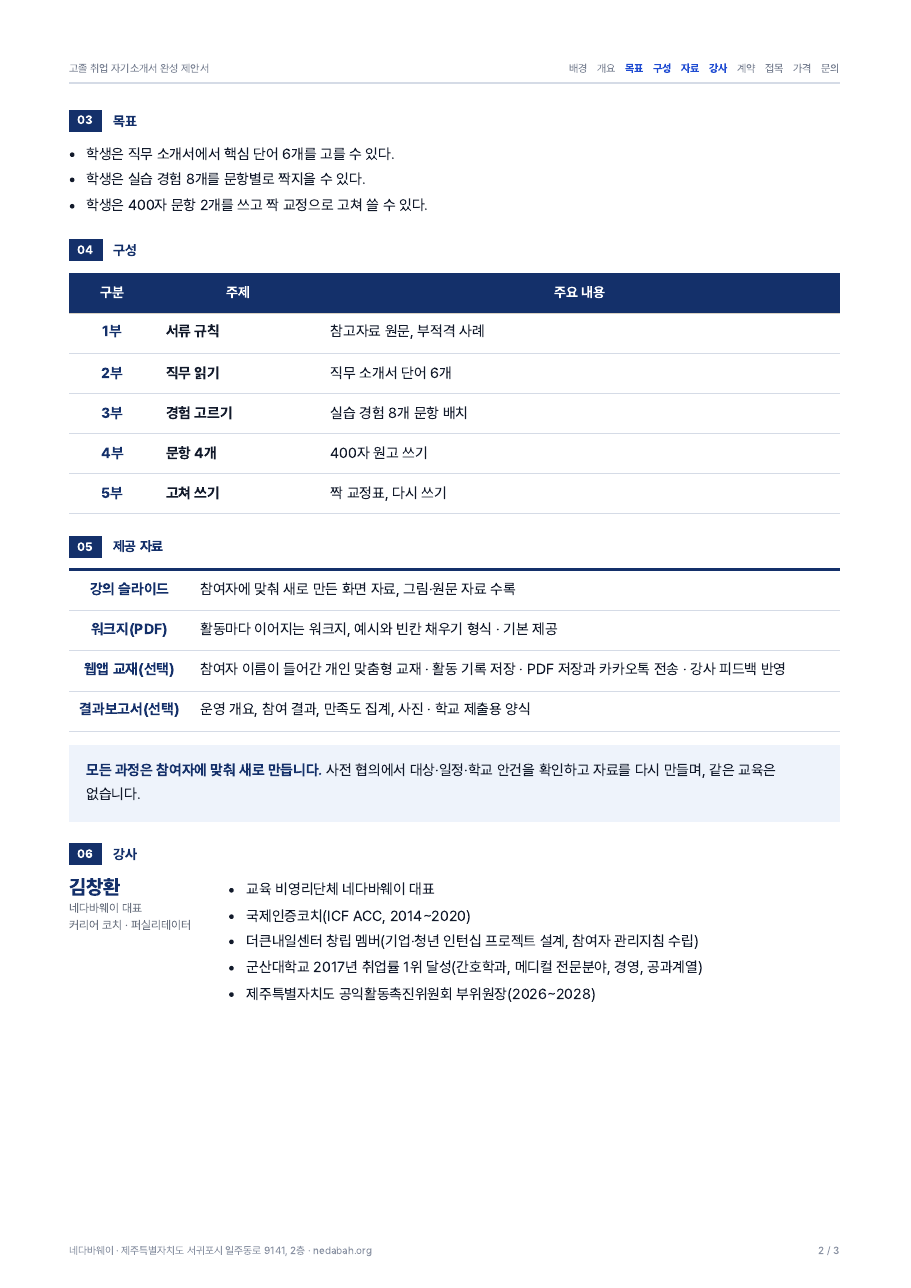 고졸 취업 자기소개서 완성 제안서
배경 개요 목표 구성 자료 강사 계약 접목 가격 문의
03 목표
• 학생은 직무 소개서에서 핵심 단어 6개를 고를 수 있다.
• 학생은 실습 경험 8개를 문항별로 짝지을 수 있다.
• 학생은 400자 문항 2개를 쓰고 짝 교정으로 고쳐 쓸 수 있다.
04 구성
구분 주제 주요 내용
1부 서류 규칙 참고자료 원문, 부적격 사례
2부 직무 읽기 직무 소개서 단어 6개
3부 경험 고르기 실습 경험 8개 문항 배치
4부 문항 4개 400자 원고 쓰기
5부 고쳐 쓰기 짝 교정표, 다시 쓰기
05 제공 자료
강의 슬라이드 참여자에 맞춰 새로 만든 화면 자료, 그림·원문 자료 수록
워크지(PDF) 활동마다 이어지는 워크지, 예시와 빈칸 채우기 형식 · 기본 제공
웹앱 교재(선택) 참여자 이름이 들어간 개인 맞춤형 교재 · 활동 기록 저장 · PDF 저장과 카카오톡 전송 · 강사 피드백 반영
결과보고서(선택) 운영 개요, 참여 결과, 만족도 집계, 사진 · 학교 제출용 양식
모든 과정은 참여자에 맞춰 새로 만듭니다. 사전 협의에서 대상·일정·학교 안건을 확인하고 자료를 다시 만들며, 같은 교육은
없습니다.
06 강사
김창환
네다바웨이 대표
커리어 코치 · 퍼실리테이터
• 교육 비영리단체 네다바웨이 대표
• 국제인증코치(ICF ACC, 2014~2020)
• 더큰내일센터 창립 멤버(기업·청년 인턴십 프로젝트 설계, 참여자 관리지침 수립)
• 군산대학교 2017년 취업률 1위 달성(간호학과, 메디컬 전문분야, 경영, 공과계열)
• 제주특별자치도 공익활동촉진위원회 부위원장(2026~2028)
네다바웨이 · 제주특별자치도 서귀포시 일주동로 9141, 2층 · nedabah.org
2 / 3